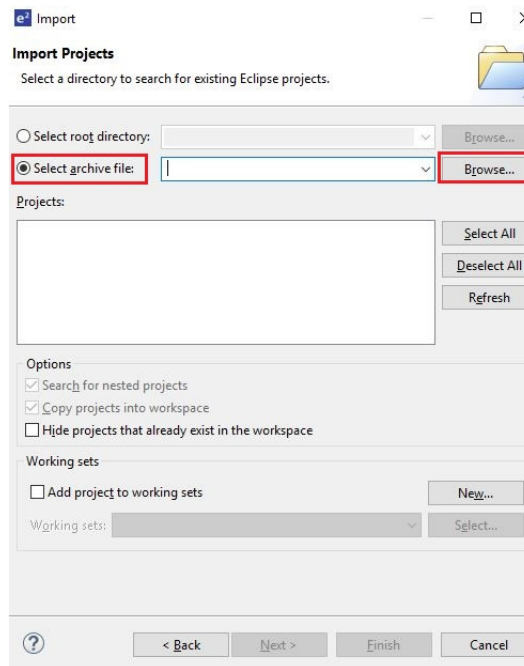 e² Import
Import Projects
Select a directory to search for existing Eclipse projects.
Select root directory: Browse...
Select archive file: Browse...
Projects:
Select All
Deselect All
Refresh
Options
Search for nested projects
Copy projects into workspace
Hide projects that already exist in the workspace
Working sets
Add project to working sets New...
Working sets: Select...
? < Back Next > Finish Cancel